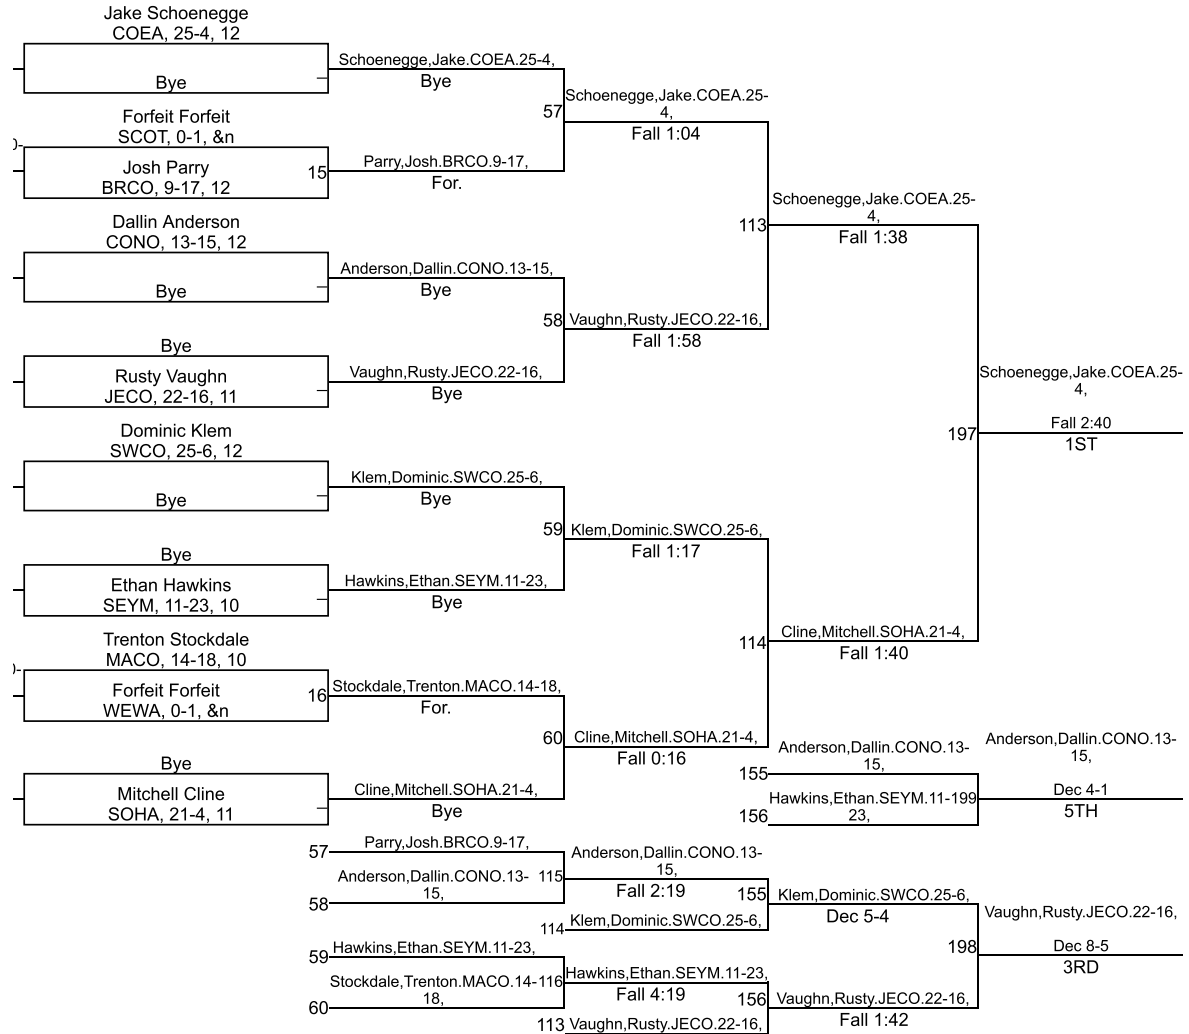 Jake Schoenegge
COEA, 25-4, 12
Bye
Schoenegge,Jake.COEA.25-4,
Bye
Forfeit Forfeit
SCOT, 0-1, &n
Josh Parry
BRCO, 9-17, 12
15
Parry,Josh.BRCO.9-17,
For.
57
Schoenegge,Jake.COEA.25-
4,
Fall 1:04
Dallin Anderson
CONO, 13-15, 12
Bye
Anderson,Dallin.CONO.13-15,
Bye
Bye
Rusty Vaughn
JECO, 22-16, 11
Vaughn,Rusty.JECO.22-16,
Bye
58
Vaughn,Rusty.JECO.22-16,
Fall 1:58
113
Schoenegge,Jake.COEA.25-
4,
Fall 1:38
Dominic Klem
SWCO, 25-6, 12
Bye
Klem,Dominic.SWCO.25-6,
Bye
Bye
Ethan Hawkins
SEYM, 11-23, 10
Hawkins,Ethan.SEYM.11-23,
Bye
59
Klem,Dominic.SWCO.25-6,
Fall 1:17
Trenton Stockdale
MACO, 14-18, 10
Forfeit Forfeit
WEWA, 0-1, &n
16
Stockdale,Trenton.MACO.14-18,
For.
Bye
Mitchell Cline
SOHA, 21-4, 11
Cline,Mitchell.SOHA.21-4,
Bye
60
Cline,Mitchell.SOHA.21-4,
Fall 0:16
114
Cline,Mitchell.SOHA.21-4,
Fall 1:40
197
Schoenegge,Jake.COEA.25-
4,
Fall 2:40
1ST
155
Anderson,Dallin.CONO.13-
15,
156
Hawkins,Ethan.SEYM.11-
23,
199
Anderson,Dallin.CONO.13-
15,
Dec 4-1
5TH
57
Parry,Josh.BRCO.9-17,
58
Anderson,Dallin.CONO.13-
15,
115
Anderson,Dallin.CONO.13-
15,
Fall 2:19
114
Klem,Dominic.SWCO.25-6,
155
Klem,Dominic.SWCO.25-6,
Dec 5-4
59
Hawkins,Ethan.SEYM.11-23,
60
Stockdale,Trenton.MACO.14-
18,
116
Hawkins,Ethan.SEYM.11-23,
Fall 4:19
113
Vaughn,Rusty.JECO.22-16,
156
Vaughn,Rusty.JECO.22-16,
Fall 1:42
198
Vaughn,Rusty.JECO.22-16,
Dec 8-5
3RD